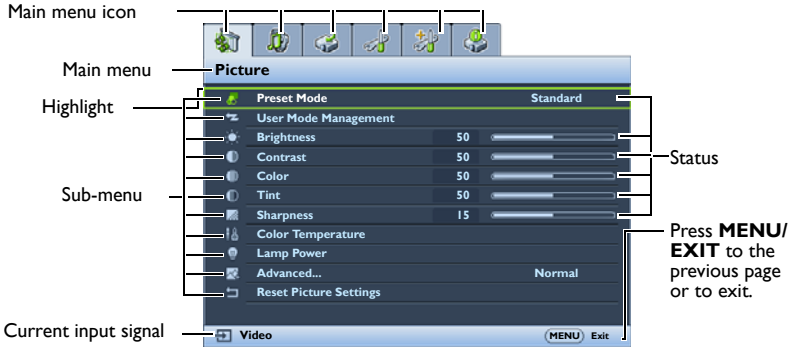 Main menu icon
Main menu
Picture
Highlight
Preset Mode Standard
User Mode Management
Brightness 50
Contrast 50
Status
Color 50
Sub-menu
Tint 50
Sharpness 15
Color Temperature
Press MENU/
EXIT to the
previous page
or to exit.
Lamp Power
Advanced... Normal
Reset Picture Settings
Current input signal
Video
MENU Exit